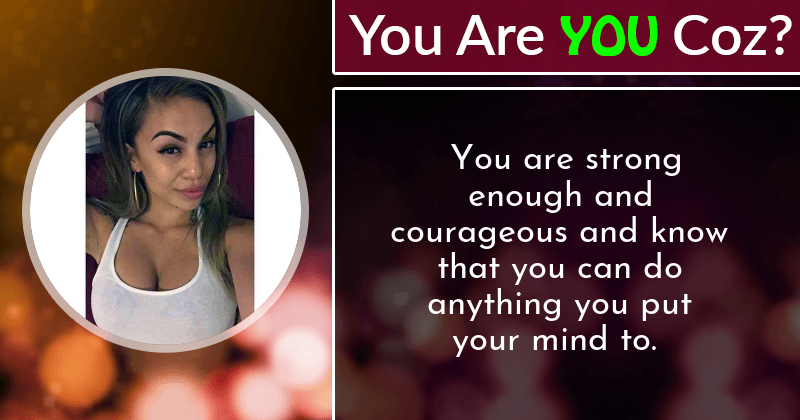 You Are YOU Coz?
You are strong
enough and
courageous and know
that you can do
anything you put
your mind to.